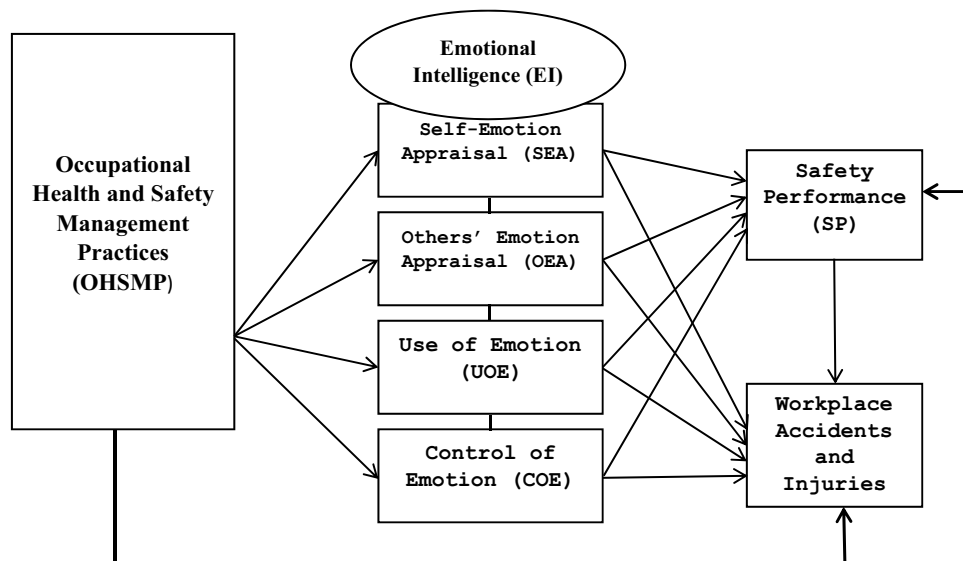 Occupational
Health and Safety
Management
Practices
(OHSMP)
Emotional
Intelligence (EI)
Self-Emotion
Appraisal (SEA)
Others’ Emotion
Appraisal (OEA)
Use of Emotion
(UOE)
Control of
Emotion (COE)
Safety
Performance
(SP)
Workplace
Accidents
and
Injuries